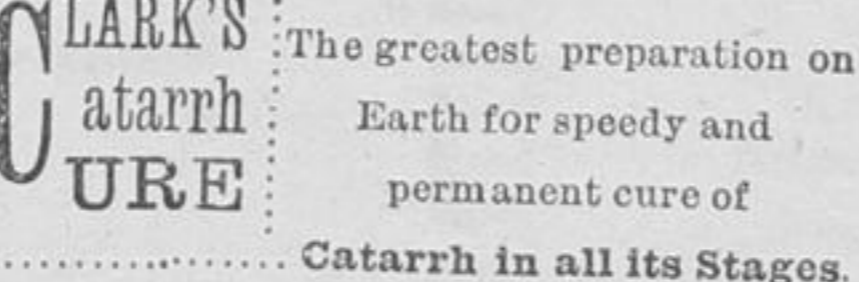 CLARK'S
Catarrh
CURE
The greatest preparation on
Earth for speedy and
permanent cure of
Catarrh in all its Stages.